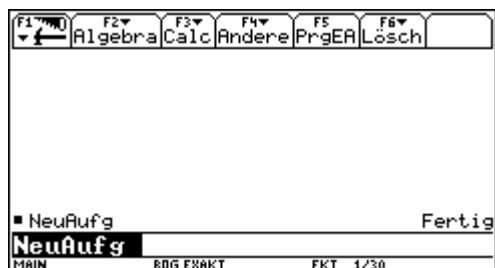 F1 F2 F3 F4 F5 F6
Algebra Calc Andere PrgEA Lösch
NeuAufg Fertig
NeuAufg
MAIN BOG EXAKT FKT 1/30